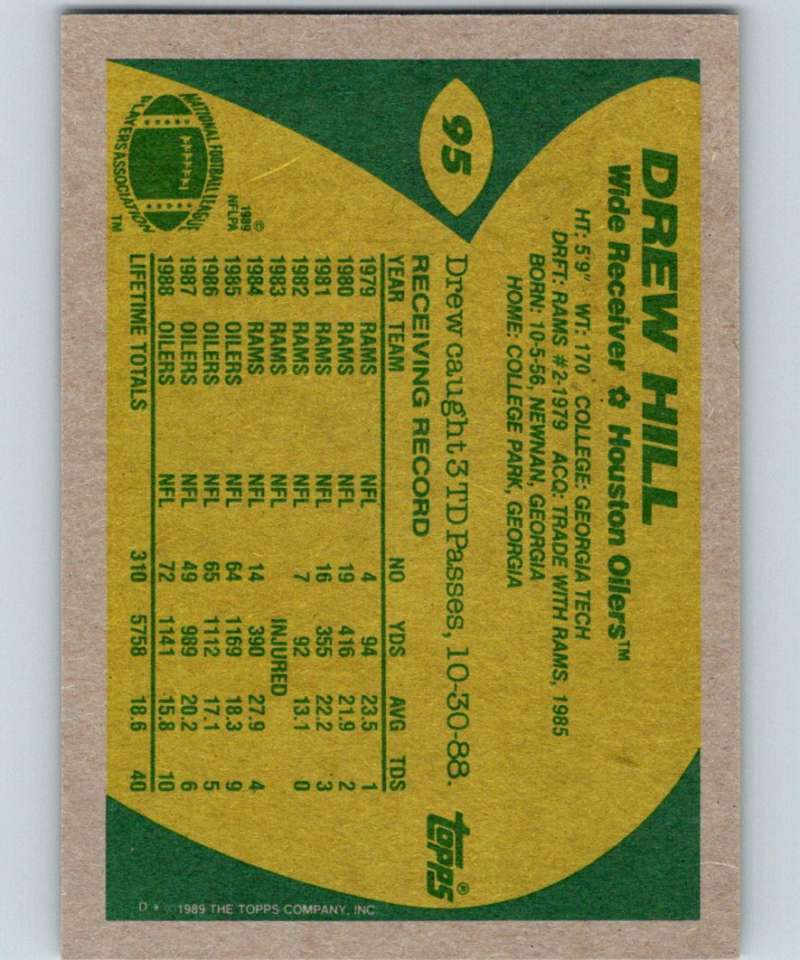 95
DREW HILL
Wide Receiver ✿ Houston Oilers™
HT: 5'9" WT: 170 COLLEGE: GEORGIA TECH
DRFT: RAMS #2-1979 ACQ: TRADE WITH RAMS, 1985
BORN: 10-5-56, NEWNAN, GEORGIA
HOME: COLLEGE PARK, GEORGIA
Drew caught 3 TD Passes, 10-30-88.
topps®
RECEIVING RECORD
YEAR TEAM NO YDS AVG TDS
1979 RAMS NFL 4 94 23.5 1
1980 RAMS NFL 19 416 21.9 2
1981 RAMS NFL 16 355 22.2 3
1982 RAMS NFL 7 92 13.1 0
1983 RAMS NFL INJURED
1984 RAMS NFL 14 390 27.9 4
1985 OILERS NFL 64 1169 18.3 9
1986 OILERS NFL 65 1112 17.1 5
1987 OILERS NFL 49 989 20.2 6
1988 OILERS NFL 72 1141 15.8 10
LIFETIME TOTALS 310 5758 18.6 40
©
1989
NFLPA
NATIONAL FOOTBALL LEAGUE
PLAYERS ASSOCIATION
TM
D * © 1989 THE TOPPS COMPANY, INC.